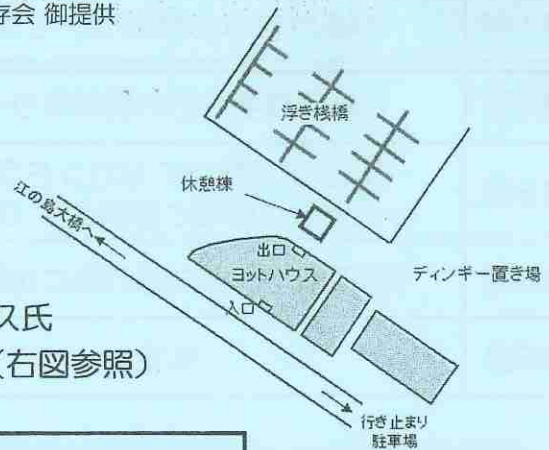 存会 御提供
浮き桟橋
休憩棟
江の島大橋へ
出口
ヨットハウス
ディンギー置き場
入口
ス氏
(右図参照)
行き止まり
駐車場